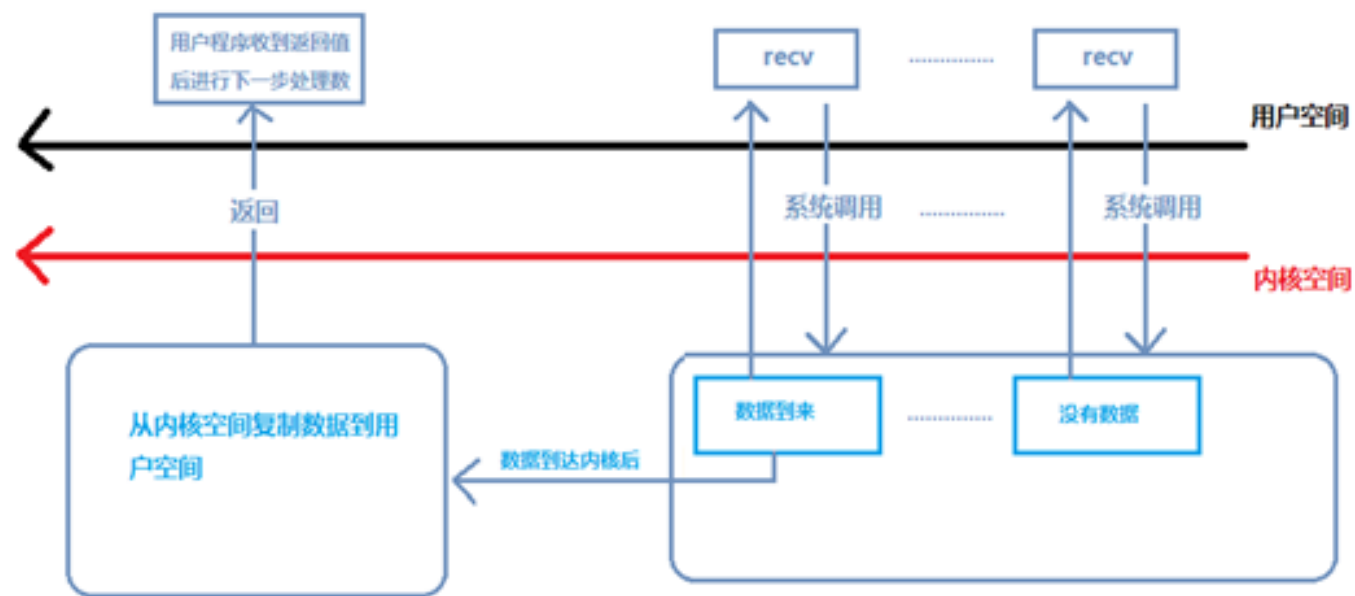 用户程序收到返回值
后进行下一步处理数
recv
recv
用户空间
返回
系统调用
系统调用
内核空间
从内核空间复制数据到用
户空间
数据到达内核后
数据到来
没有数据